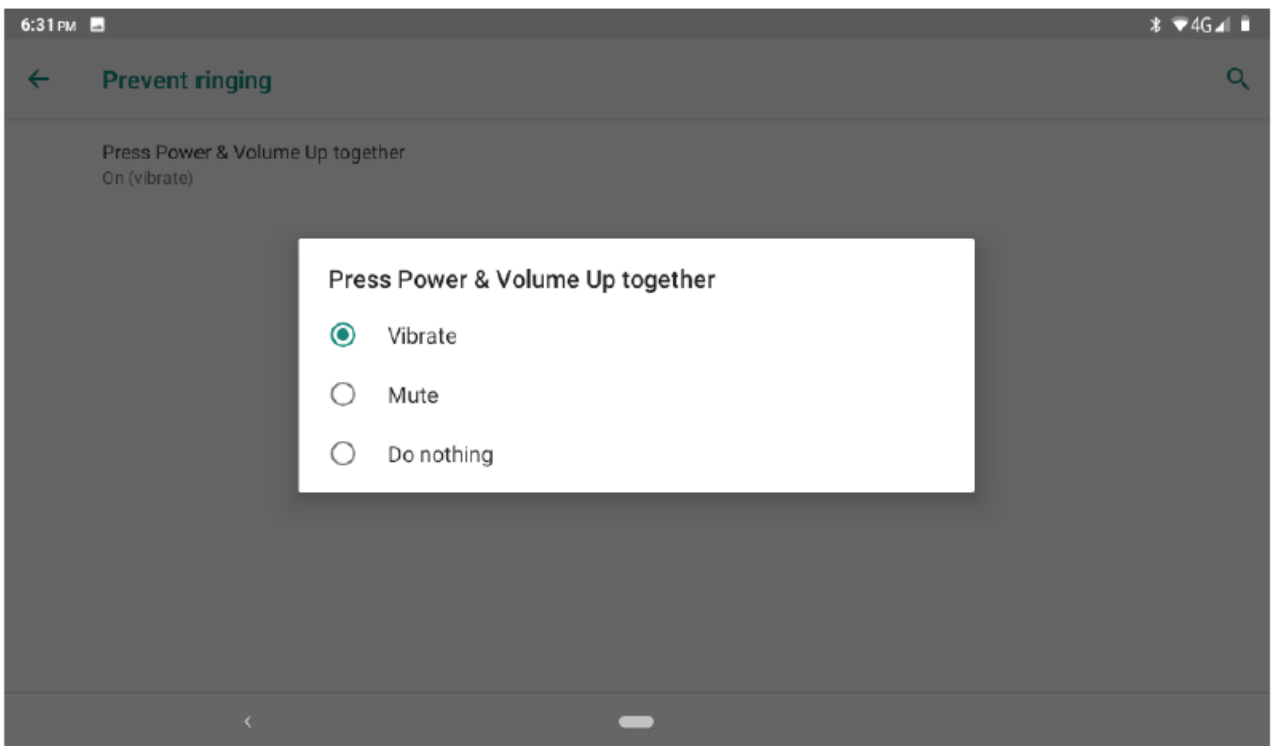 6:31 PM 4G
Prevent ringing
Press Power & Volume Up together
On (vibrate)
Press Power & Volume Up together
Vibrate
Mute
Do nothing